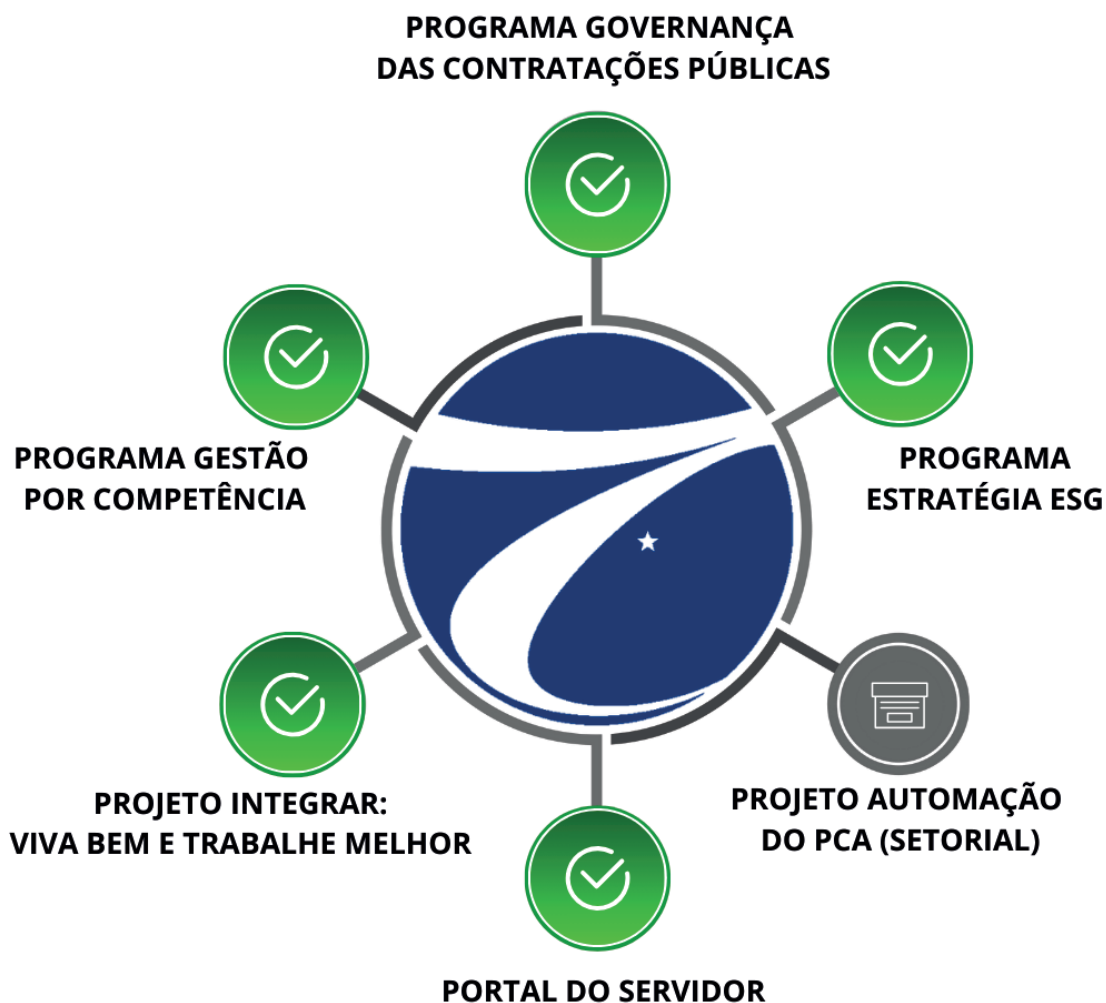 PROGRAMA GOVERNANÇA
DAS CONTRATAÇÕES PÚBLICAS
PROGRAMA GESTÃO
POR COMPETÊNCIA
PROGRAMA
ESTRATÉGIA ESG
PROJETO INTEGRAR:
VIVA BEM E TRABALHE MELHOR
PROJETO AUTOMAÇÃO
DO PCA (SETORIAL)
PORTAL DO SERVIDOR